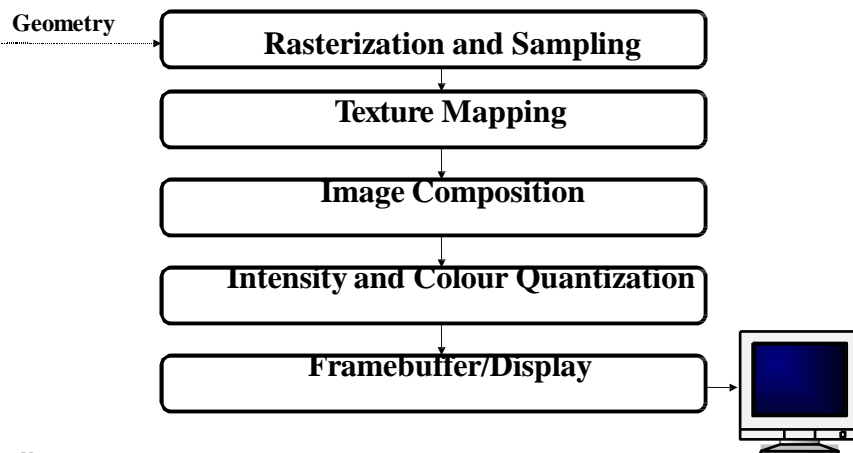 Geometry
Rasterization and Sampling
Texture Mapping
Image Composition
Intensity and Colour Quantization
Framebuffer/Display